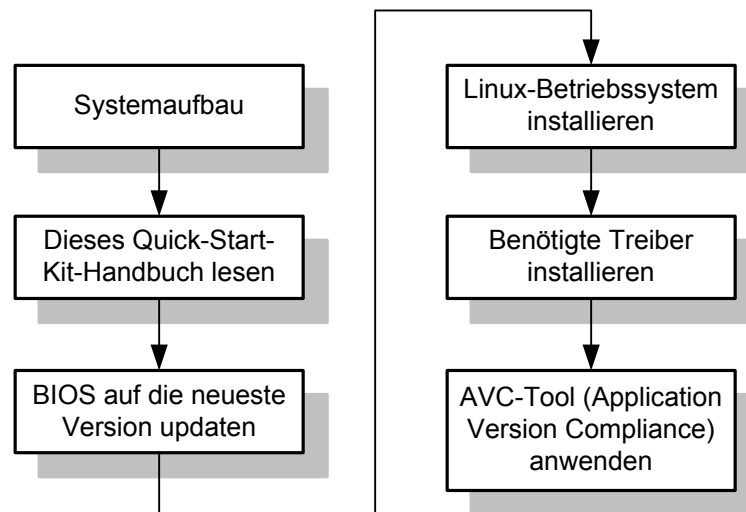 Systemaufbau
Dieses Quick-Start-
Kit-Handbuch lesen
BIOS auf die neueste
Version updaten
Linux-Betriebssystem
installieren
Benötigte Treiber
installieren
AVC-Tool (Application
Version Compliance)
anwenden